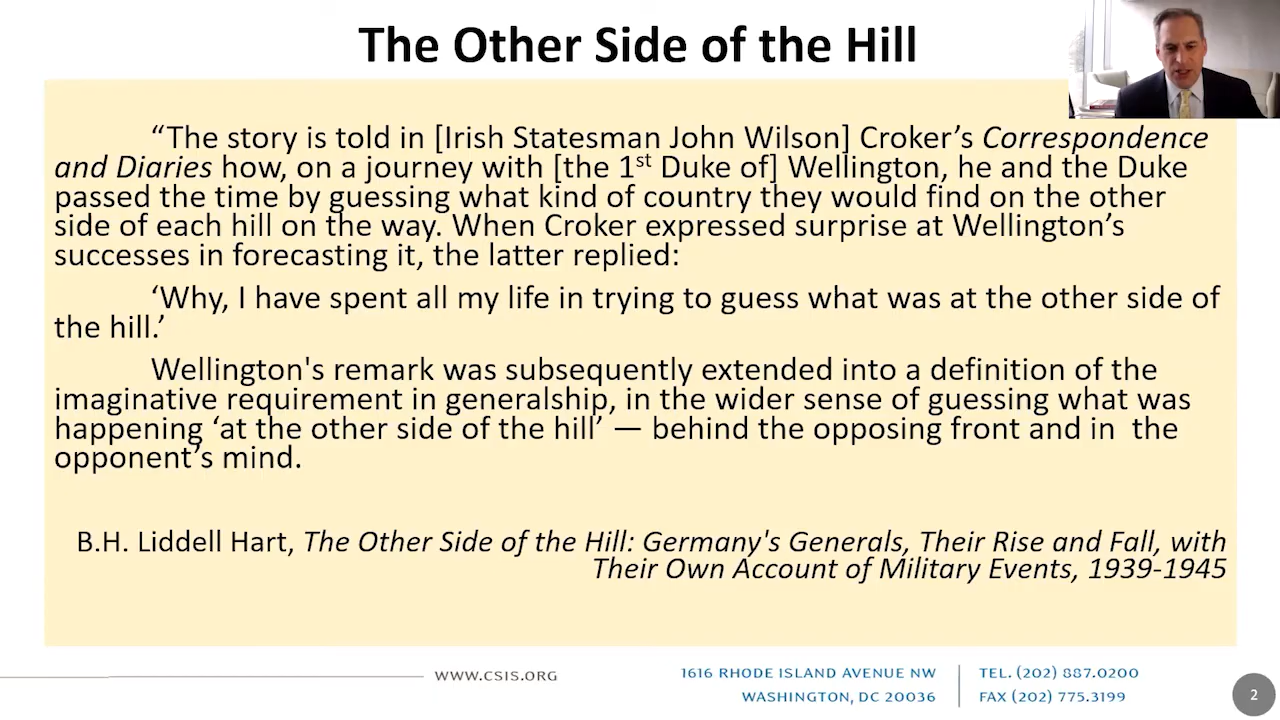 The Other Side of the Hill
“The story is told in [Irish Statesman John Wilson] Croker’s Correspondence
and Diaries how, on a journey with [the 1st Duke of] Wellington, he and the Duke
passed the time by guessing what kind of country they would find on the other
side of each hill on the way. When Croker expressed surprise at Wellington’s
successes in forecasting it, the latter replied:
‘Why, I have spent all my life in trying to guess what was at the other side of
the hill.’
Wellington's remark was subsequently extended into a definition of the
imaginative requirement in generalship, in the wider sense of guessing what was
happening ‘at the other side of the hill’ — behind the opposing front and in  the
opponent’s mind.
B.H. Liddell Hart, The Other Side of the Hill: Germany's Generals, Their Rise and Fall, with
Their Own Account of Military Events, 1939-1945
WWW.CSIS.ORG
1616 RHODE ISLAND AVENUE NW
WASHINGTON, DC 20036
TEL. (202) 887.0200
FAX (202) 775.3199
2